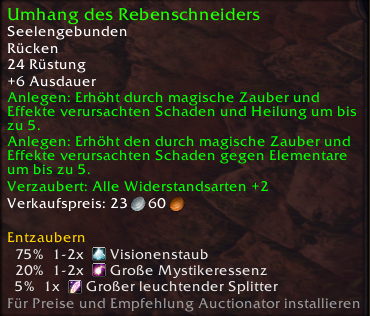 Umhang des Rebenschneiders
Seelengebunden
Rücken
24 Rüstung
+6 Ausdauer
Anlegen: Erhöht durch magische Zauber und
Effekte verursachten Schaden und Heilung um bis
zu 5.
Anlegen: Erhöht den durch magische Zauber und
Effekte verursachten Schaden gegen Elementare
um bis zu 5.
Verzaubert: Alle Widerstandsarten +2
Verkaufspreis: 23 60
Entzaubern
75% 1-2x Visionenstaub
20% 1-2x Große Mystikeressenz
5% 1x Großer leuchtender Splitter
Für Preise und Empfehlung Auctionator installieren